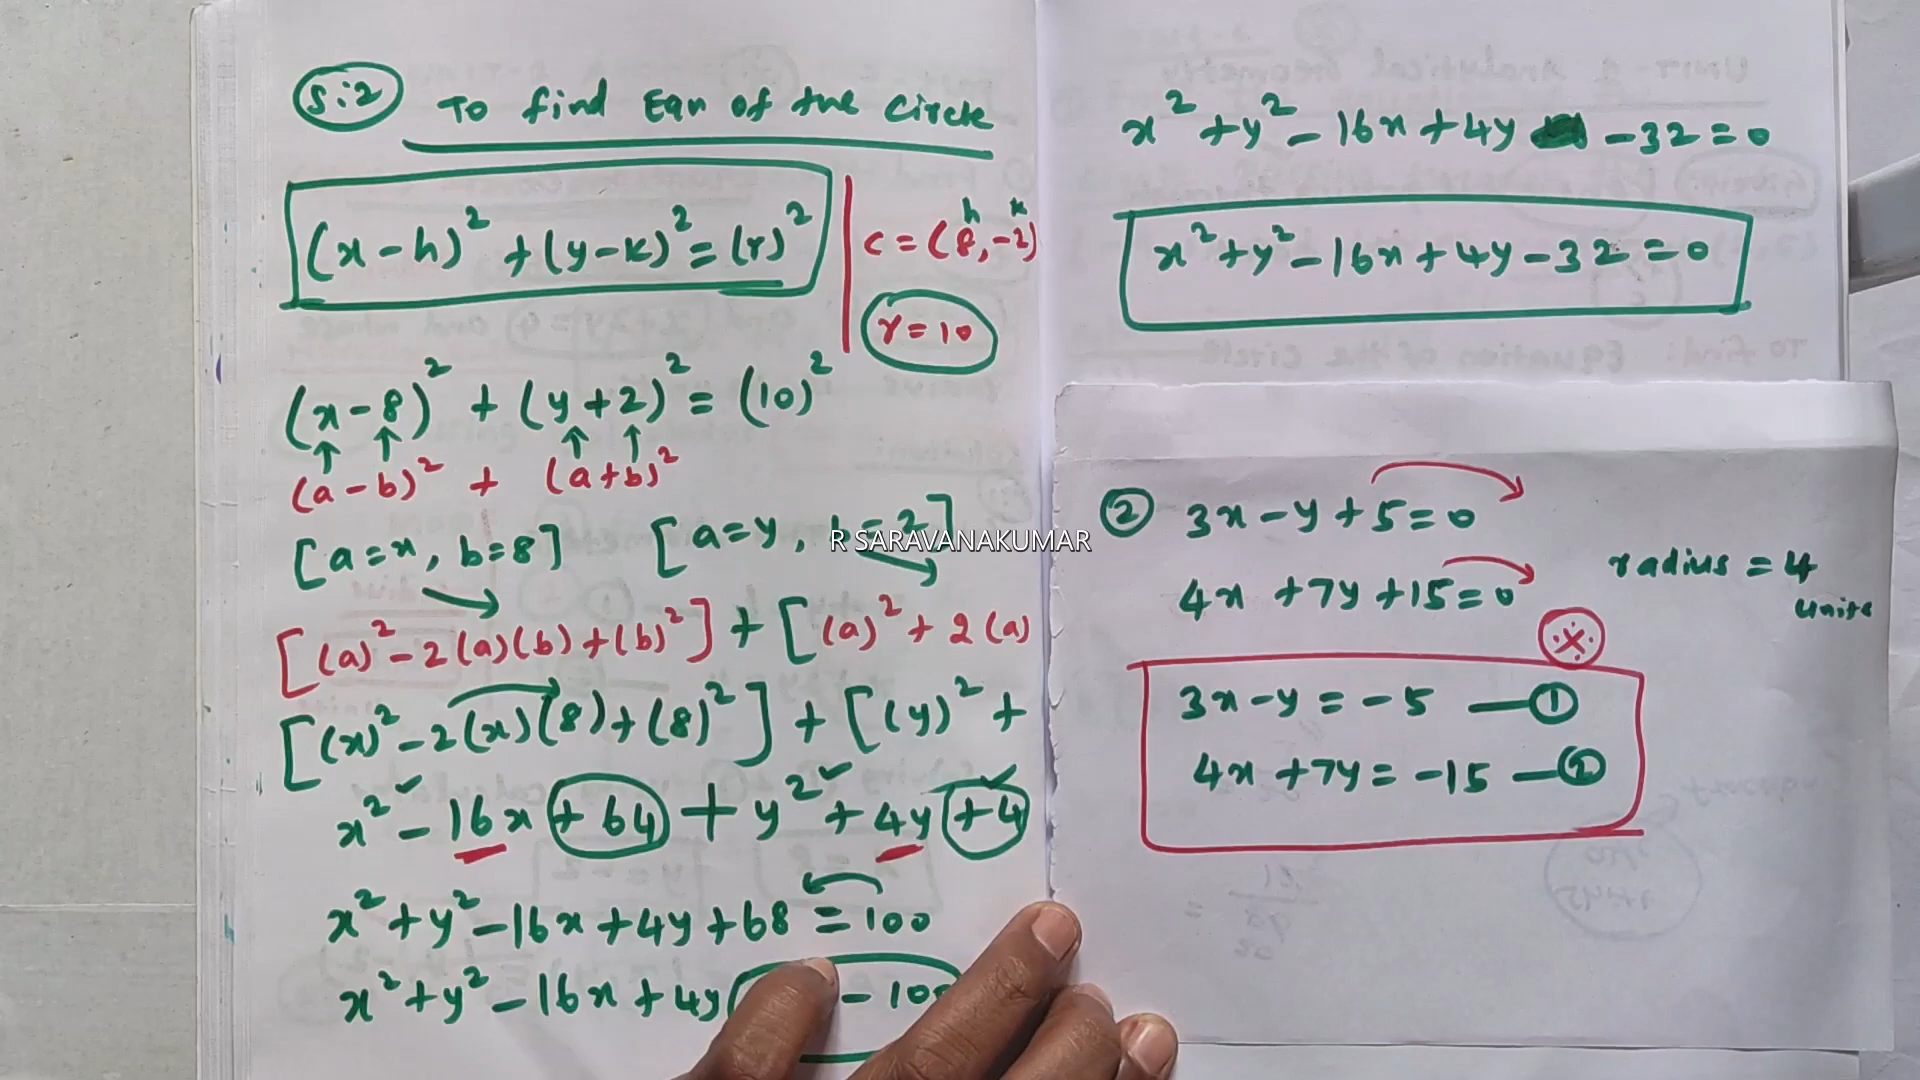 S:2 To find Eqn of the circle
(x-h)² + (y-k)² = (r)²
h k
c = (8, -2)
r = 10
(x-8)² + (y+2)² = (10)²
(a-b)² + (a+b)²
[a=x, b=8] [a=y, b=2]
[(a)² - 2(a)(b) + (b)²] + [(a)² + 2(a)
[(x)² - 2(x)(8) + (8)²] + [(y)² +
x² - 16x + 64 + y² + 4y + 4
x² + y² - 16x + 4y + 68 = 100
x² + y² - 16x + 4y - 100
x² + y² - 16x + 4y - 32 = 0
x² + y² - 16x + 4y - 32 = 0
② 3x - y + 5 = 0
4x + 7y + 15 = 0
radius = 4
units
3x - y = -5 — ①
4x + 7y = -15 — ②
R SARAVANAKUMAR